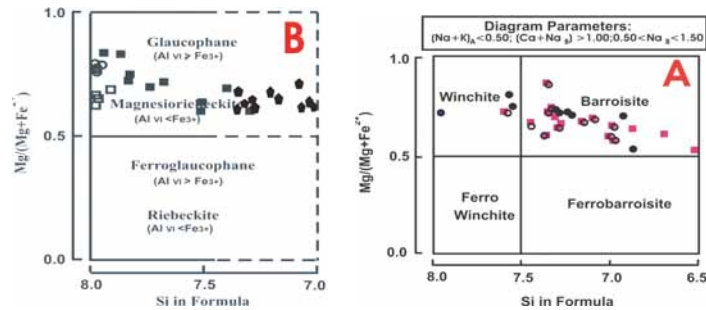 B
1.0
0.5
0.0
Mg/(Mg+Fe²⁺)
Glaucophane
(Al VI > Fe3+)
Magnesioriebeckite
(Al VI <Fe3+)
Ferroglaucophane
(Al VI > Fe3+)
Riebeckite
(Al VI <Fe3+)
8.0 7.5 7.0
Si in Formula
Diagram Parameters:
(Na+K)A<0.50; (Ca+Na B) >1.00;0.50<Na B<1.50
A
1.0
0.5
0.0
Mg/(Mg+Fe²⁺)
Winchite Barroisite
Ferro
Winchite
Ferrobarroisite
8.0 7.5 7.0 6.5
Si in Formula